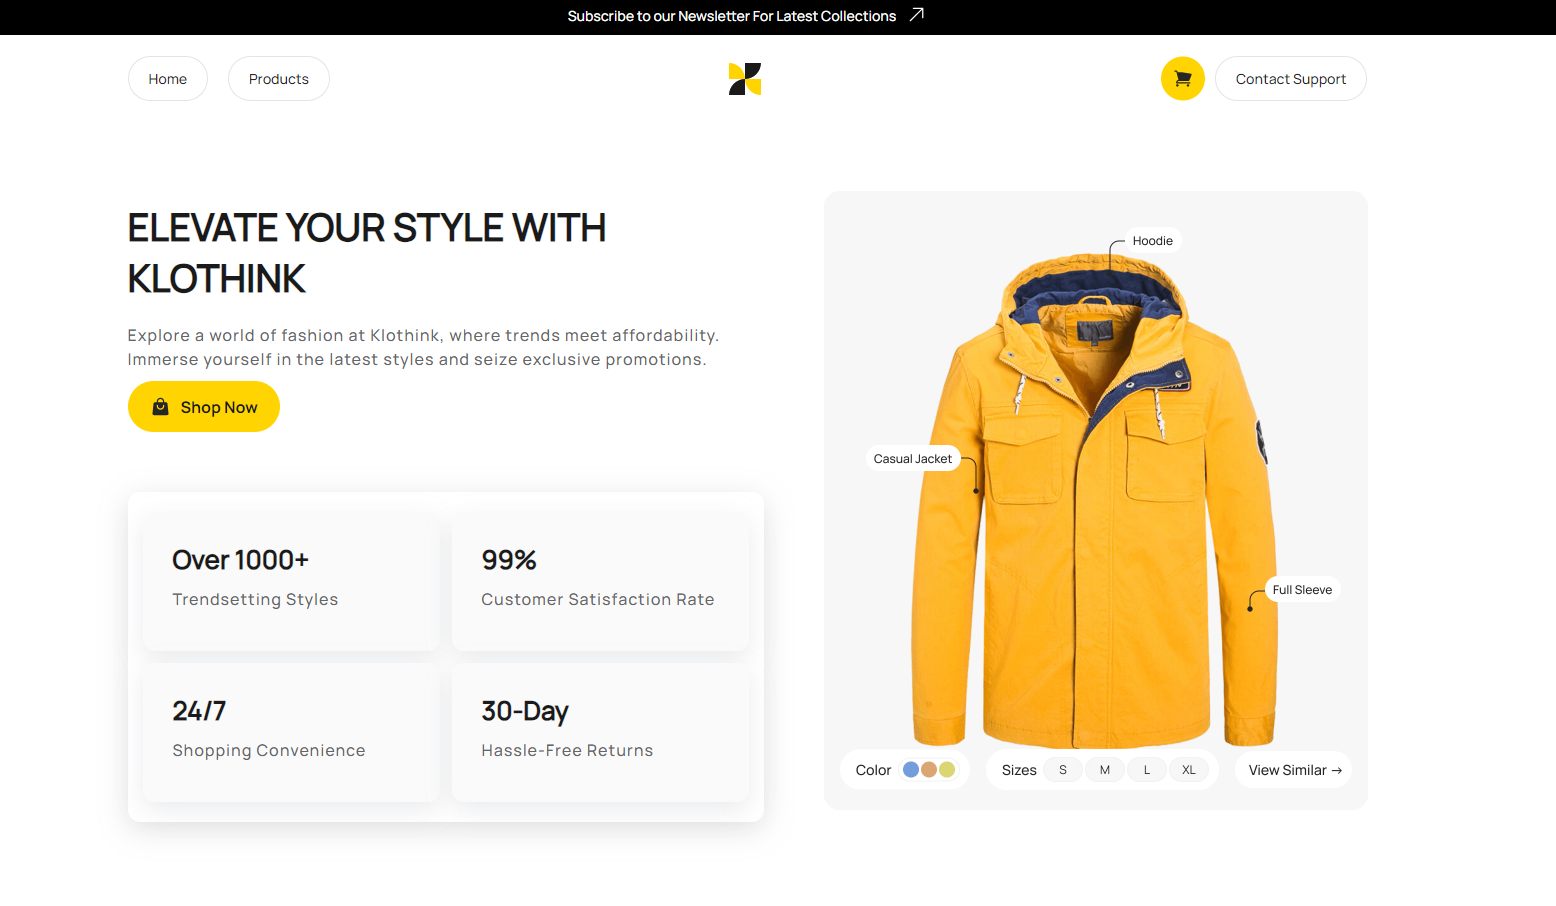 Subscribe to our Newsletter For Latest Collections
Home
Products
Contact Support
ELEVATE YOUR STYLE WITH
KLOTHINK
Explore a world of fashion at Klothink, where trends meet affordability.
Immerse yourself in the latest styles and seize exclusive promotions.
Shop Now
Over 1000+
Trendsetting Styles
99%
Customer Satisfaction Rate
24/7
Shopping Convenience
30-Day
Hassle-Free Returns
Hoodie
Casual Jacket
Full Sleeve
Color
Sizes S M L XL
View Similar →